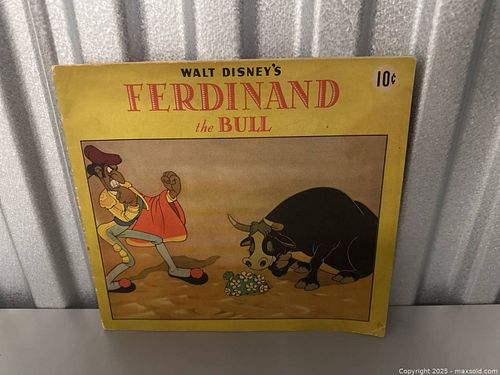 WALT DISNEY'S
10¢
FERDINAND
the BULL
Copyright 2025 - maxsold.com